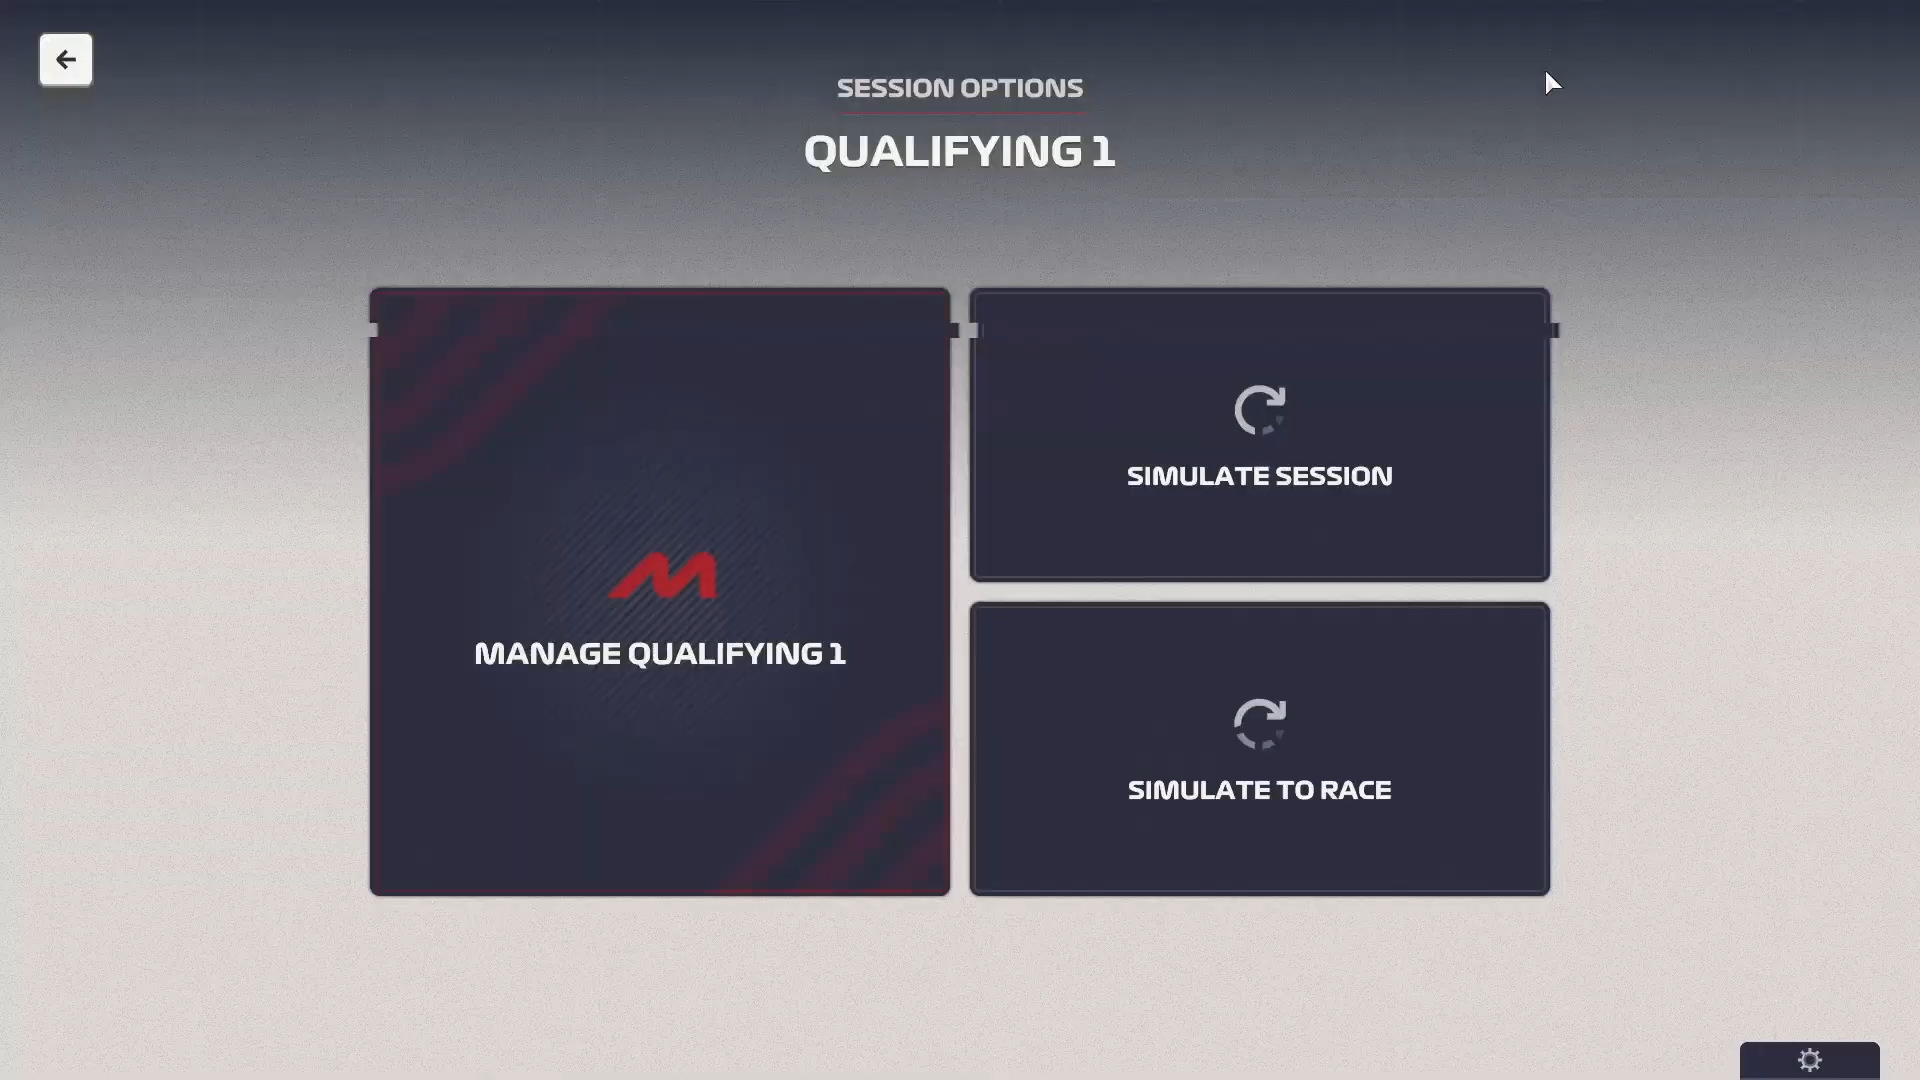 SESSION OPTIONS
QUALIFYING 1
MANAGE QUALIFYING 1
SIMULATE SESSION
SIMULATE TO RACE